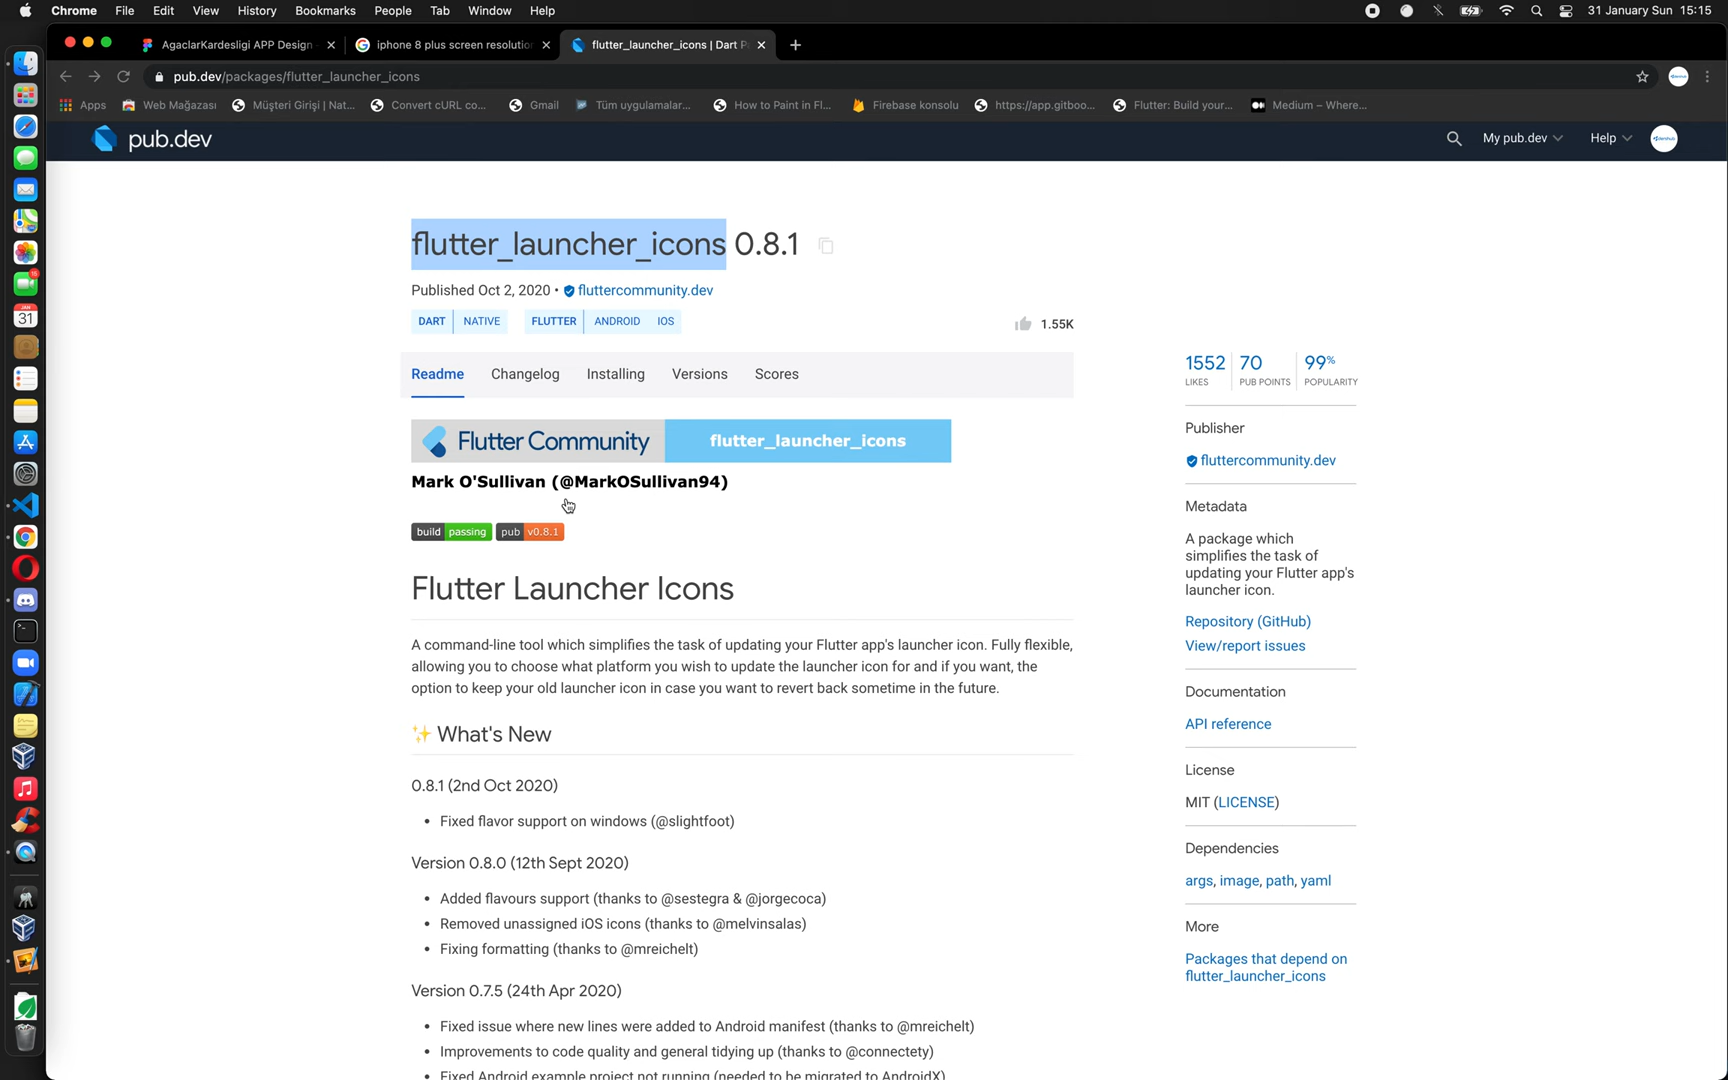 Chrome File Edit View History Bookmarks People Tab Window Help 31 January Sun 15:15
AgaclarKardesligi APP Design iphone 8 plus screen resolutio flutter_launcher_icons | Dart P
pub.dev/packages/flutter_launcher_icons
Apps Web Mağazası Müşteri Girişi | Nat... Convert cURL co... Gmail Tüm uygulamalar... How to Paint in Fl... Firebase konsolu https://app.gitboo... Flutter: Build your... Medium – Where...
pub.dev My pub.dev Help
flutter_launcher_icons 0.8.1
Published Oct 2, 2020 • fluttercommunity.dev
DART NATIVE FLUTTER ANDROID IOS
1.55K
Readme Changelog Installing Versions Scores
Flutter Community flutter_launcher_icons
Mark O'Sullivan (@MarkOSullivan94)
build passing pub v0.8.1
Flutter Launcher Icons
A command-line tool which simplifies the task of updating your Flutter app's launcher icon. Fully flexible,
allowing you to choose what platform you wish to update the launcher icon for and if you want, the
option to keep your old launcher icon in case you want to revert back sometime in the future.
✨ What's New
0.8.1 (2nd Oct 2020)
• Fixed flavor support on windows (@slightfoot)
Version 0.8.0 (12th Sept 2020)
• Added flavours support (thanks to @sestegra & @jorgecoca)
• Removed unassigned iOS icons (thanks to @melvinsalas)
• Fixing formatting (thanks to @mreichelt)
Version 0.7.5 (24th Apr 2020)
• Fixed issue where new lines were added to Android manifest (thanks to @mreichelt)
• Improvements to code quality and general tidying up (thanks to @connectety)
• Fixed Android example project not running (needed to be migrated to AndroidX)
1552 70 99%
LIKES PUB POINTS POPULARITY
Publisher
fluttercommunity.dev
Metadata
A package which
simplifies the task of
updating your Flutter app's
launcher icon.
Repository (GitHub)
View/report issues
Documentation
API reference
License
MIT (LICENSE)
Dependencies
args, image, path, yaml
More
Packages that depend on
flutter_launcher_icons
JAN
31